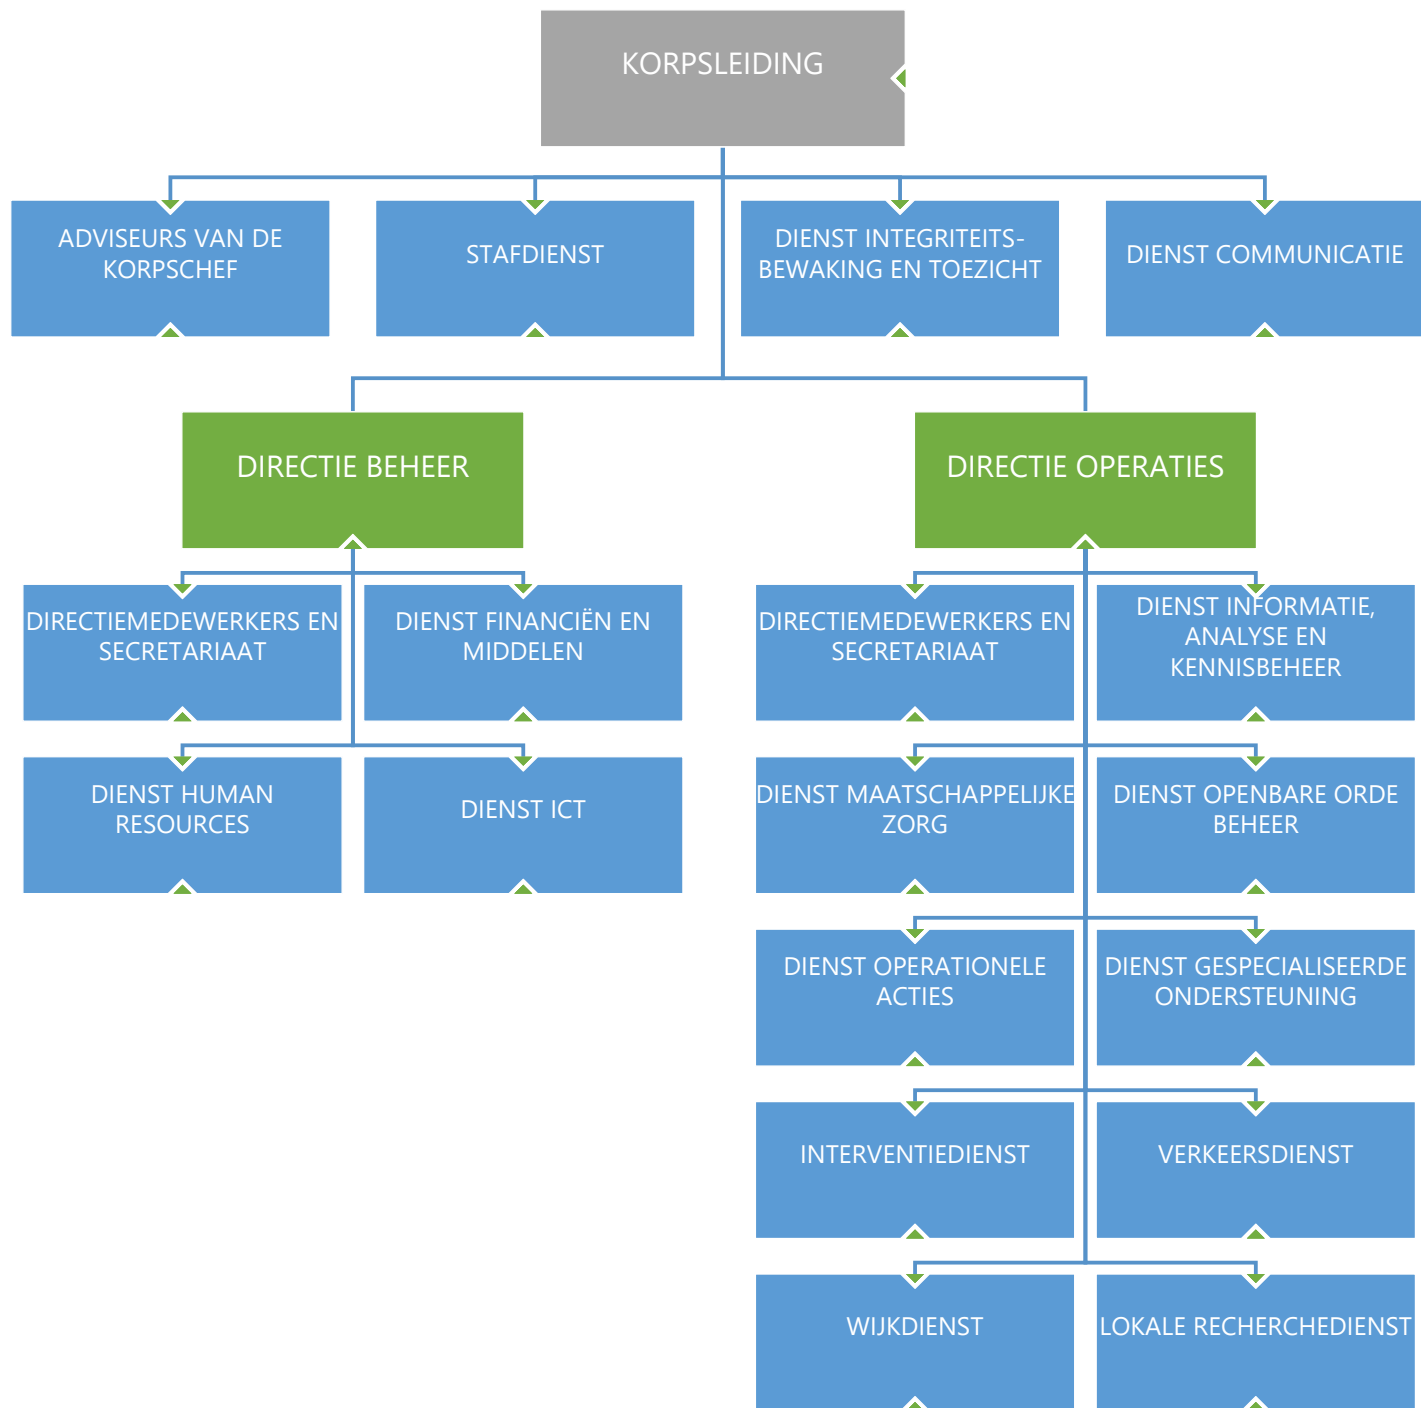 KORPSLEIDING
ADVISEURS VAN DE
KORPSCHEF
STAFDIENST
DIENST INTEGRITEITS-
BEWAKING EN TOEZICHT
DIENST COMMUNICATIE
DIRECTIE BEHEER
DIRECTIE OPERATIES
DIRECTIEMEDEWERKERS EN
SECRETARIAAT
DIENST FINANCIËN EN
MIDDELEN
DIRECTIEMEDEWERKERS EN
SECRETARIAAT
DIENST INFORMATIE,
ANALYSE EN
KENNISBEHEER
DIENST HUMAN
RESOURCES
DIENST ICT
DIENST MAATSCHAPPELIJKE
ZORG
DIENST OPENBARE ORDE
BEHEER
DIENST OPERATIONELE
ACTIES
DIENST GESPECIALISEERDE
ONDERSTEUNING
INTERVENTIEDIENST
VERKEERSDIENST
WIJKDIENST
LOKALE RECHERCHEDIENST